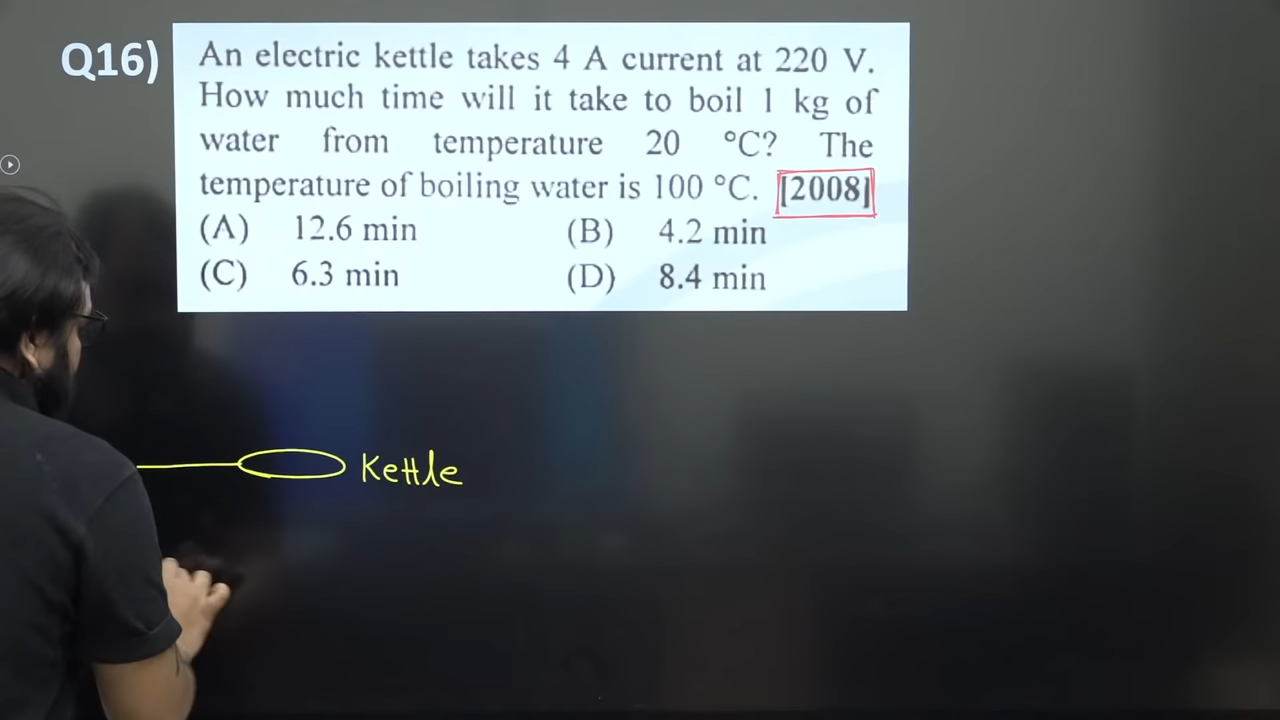 Q16)
An electric kettle takes 4 A current at 220 V.
How much time will it take to boil 1 kg of
water from temperature 20 °C? The
temperature of boiling water is 100 °C. [2008]
(A) 12.6 min (B) 4.2 min
(C) 6.3 min (D) 8.4 min
Kettle